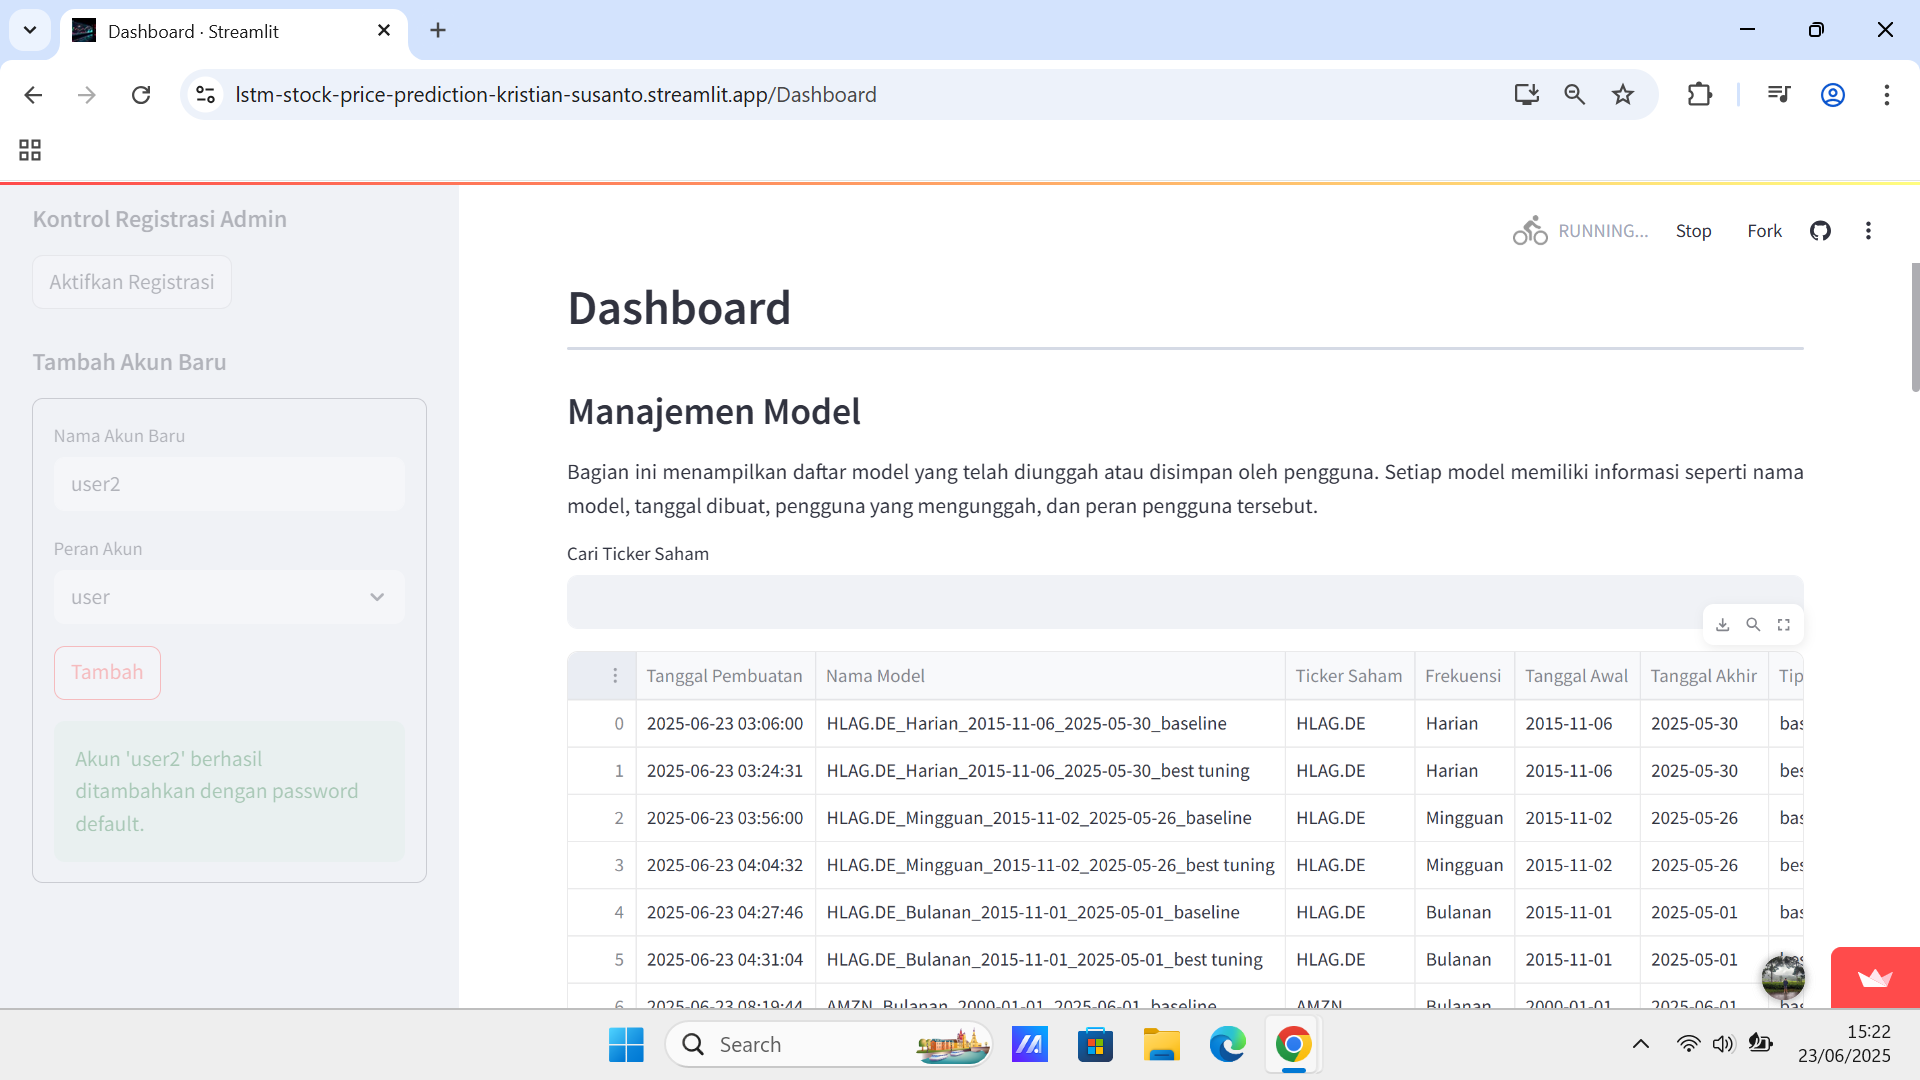 Dashboard · Streamlit
lstm-stock-price-prediction-kristian-susanto.streamlit.app/Dashboard
Kontrol Registrasi Admin
Aktifkan Registrasi
Tambah Akun Baru
Nama Akun Baru
user2
Peran Akun
user
Tambah
Akun 'user2' berhasil
ditambahkan dengan password
default.
RUNNING... Stop Fork
Dashboard
Manajemen Model
Bagian ini menampilkan daftar model yang telah diunggah atau disimpan oleh pengguna. Setiap model memiliki informasi seperti nama
model, tanggal dibuat, pengguna yang mengunggah, dan peran pengguna tersebut.
Cari Ticker Saham
Tanggal Pembuatan Nama Model Ticker Saham Frekuensi Tanggal Awal Tanggal Akhir Tip
0 2025-06-23 03:06:00 HLAG.DE_Harian_2015-11-06_2025-05-30_baseline HLAG.DE Harian 2015-11-06 2025-05-30 bas
1 2025-06-23 03:24:31 HLAG.DE_Harian_2015-11-06_2025-05-30_best tuning HLAG.DE Harian 2015-11-06 2025-05-30 bes
2 2025-06-23 03:56:00 HLAG.DE_Mingguan_2015-11-02_2025-05-26_baseline HLAG.DE Mingguan 2015-11-02 2025-05-26 bas
3 2025-06-23 04:04:32 HLAG.DE_Mingguan_2015-11-02_2025-05-26_best tuning HLAG.DE Mingguan 2015-11-02 2025-05-26 bes
4 2025-06-23 04:27:46 HLAG.DE_Bulanan_2015-11-01_2025-05-01_baseline HLAG.DE Bulanan 2015-11-01 2025-05-01 bas
5 2025-06-23 04:31:04 HLAG.DE_Bulanan_2015-11-01_2025-05-01_best tuning HLAG.DE Bulanan 2015-11-01 2025-05-01
6 2025-06-23 08:19:44 AMZN_Bulanan_2000-01-01_2025-06-01_baseline AMZN Bulanan 2000-01-01 2025-06-01 bas
Search
15:22
23/06/2025